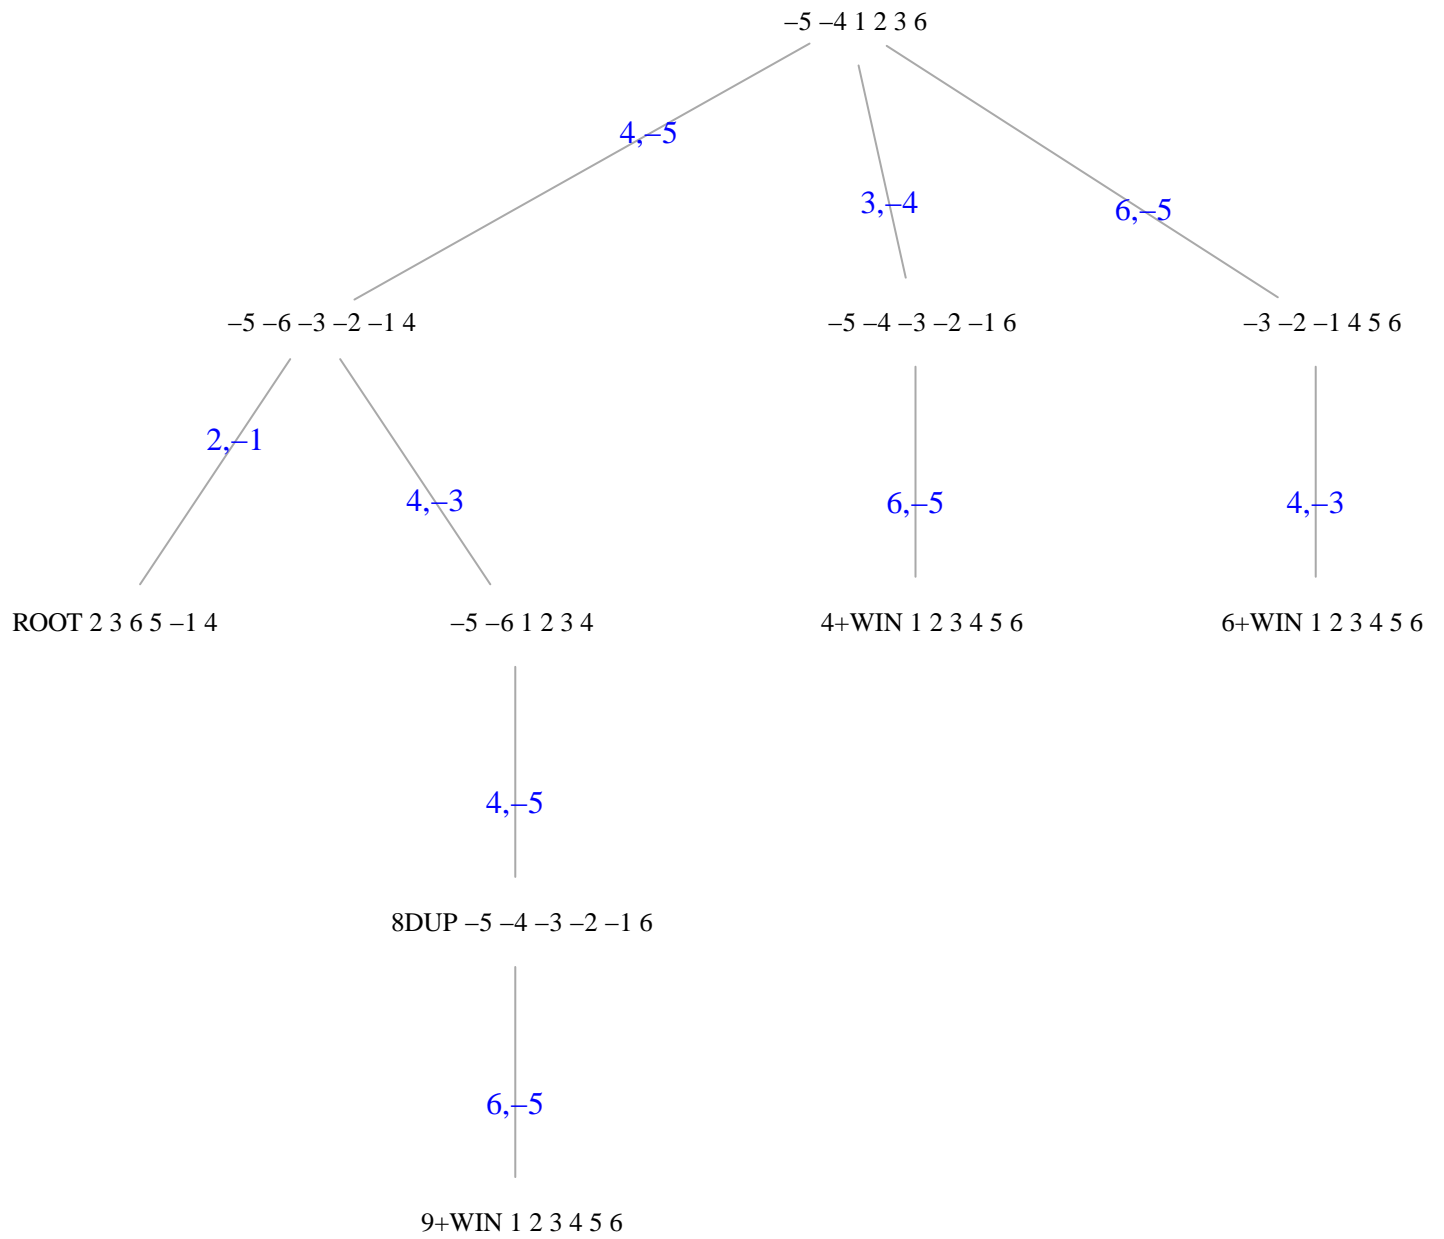 –5 –4 1 2 3 6
4,–5
3,–4
6,–5
–5 –6 –3 –2 –1 4
–5 –4 –3 –2 –1 6
–3 –2 –1 4 5 6
2,–1
4,–3
6,–5
4,–3
ROOT 2 3 6 5 –1 4
–5 –6 1 2 3 4
4+WIN 1 2 3 4 5 6
6+WIN 1 2 3 4 5 6
4,–5
8DUP –5 –4 –3 –2 –1 6
6,–5
9+WIN 1 2 3 4 5 6